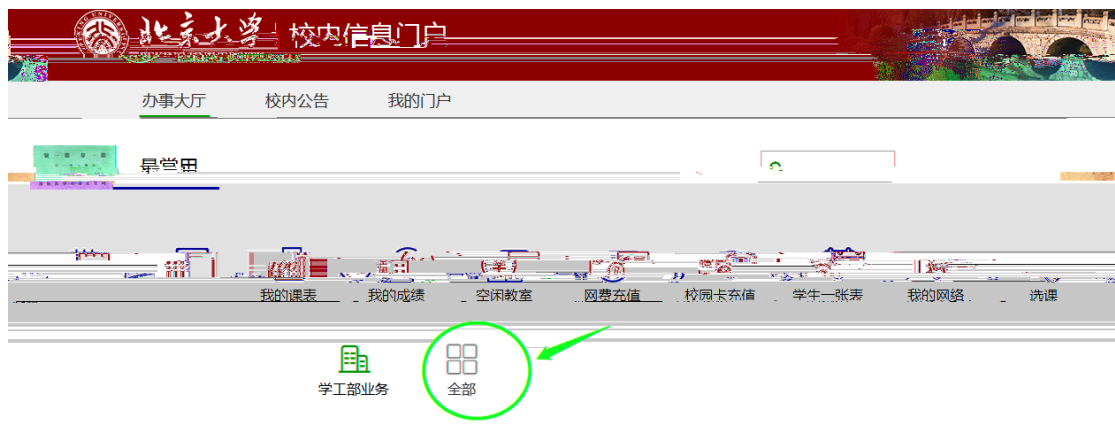 北京大学 校内信息门户
办事大厅 校内公告 我的门户
最常用
我的课表 我的成绩 空闲教室 网费充值 校园卡充值 学生一张表 我的网络 选课
学工部业务 全部